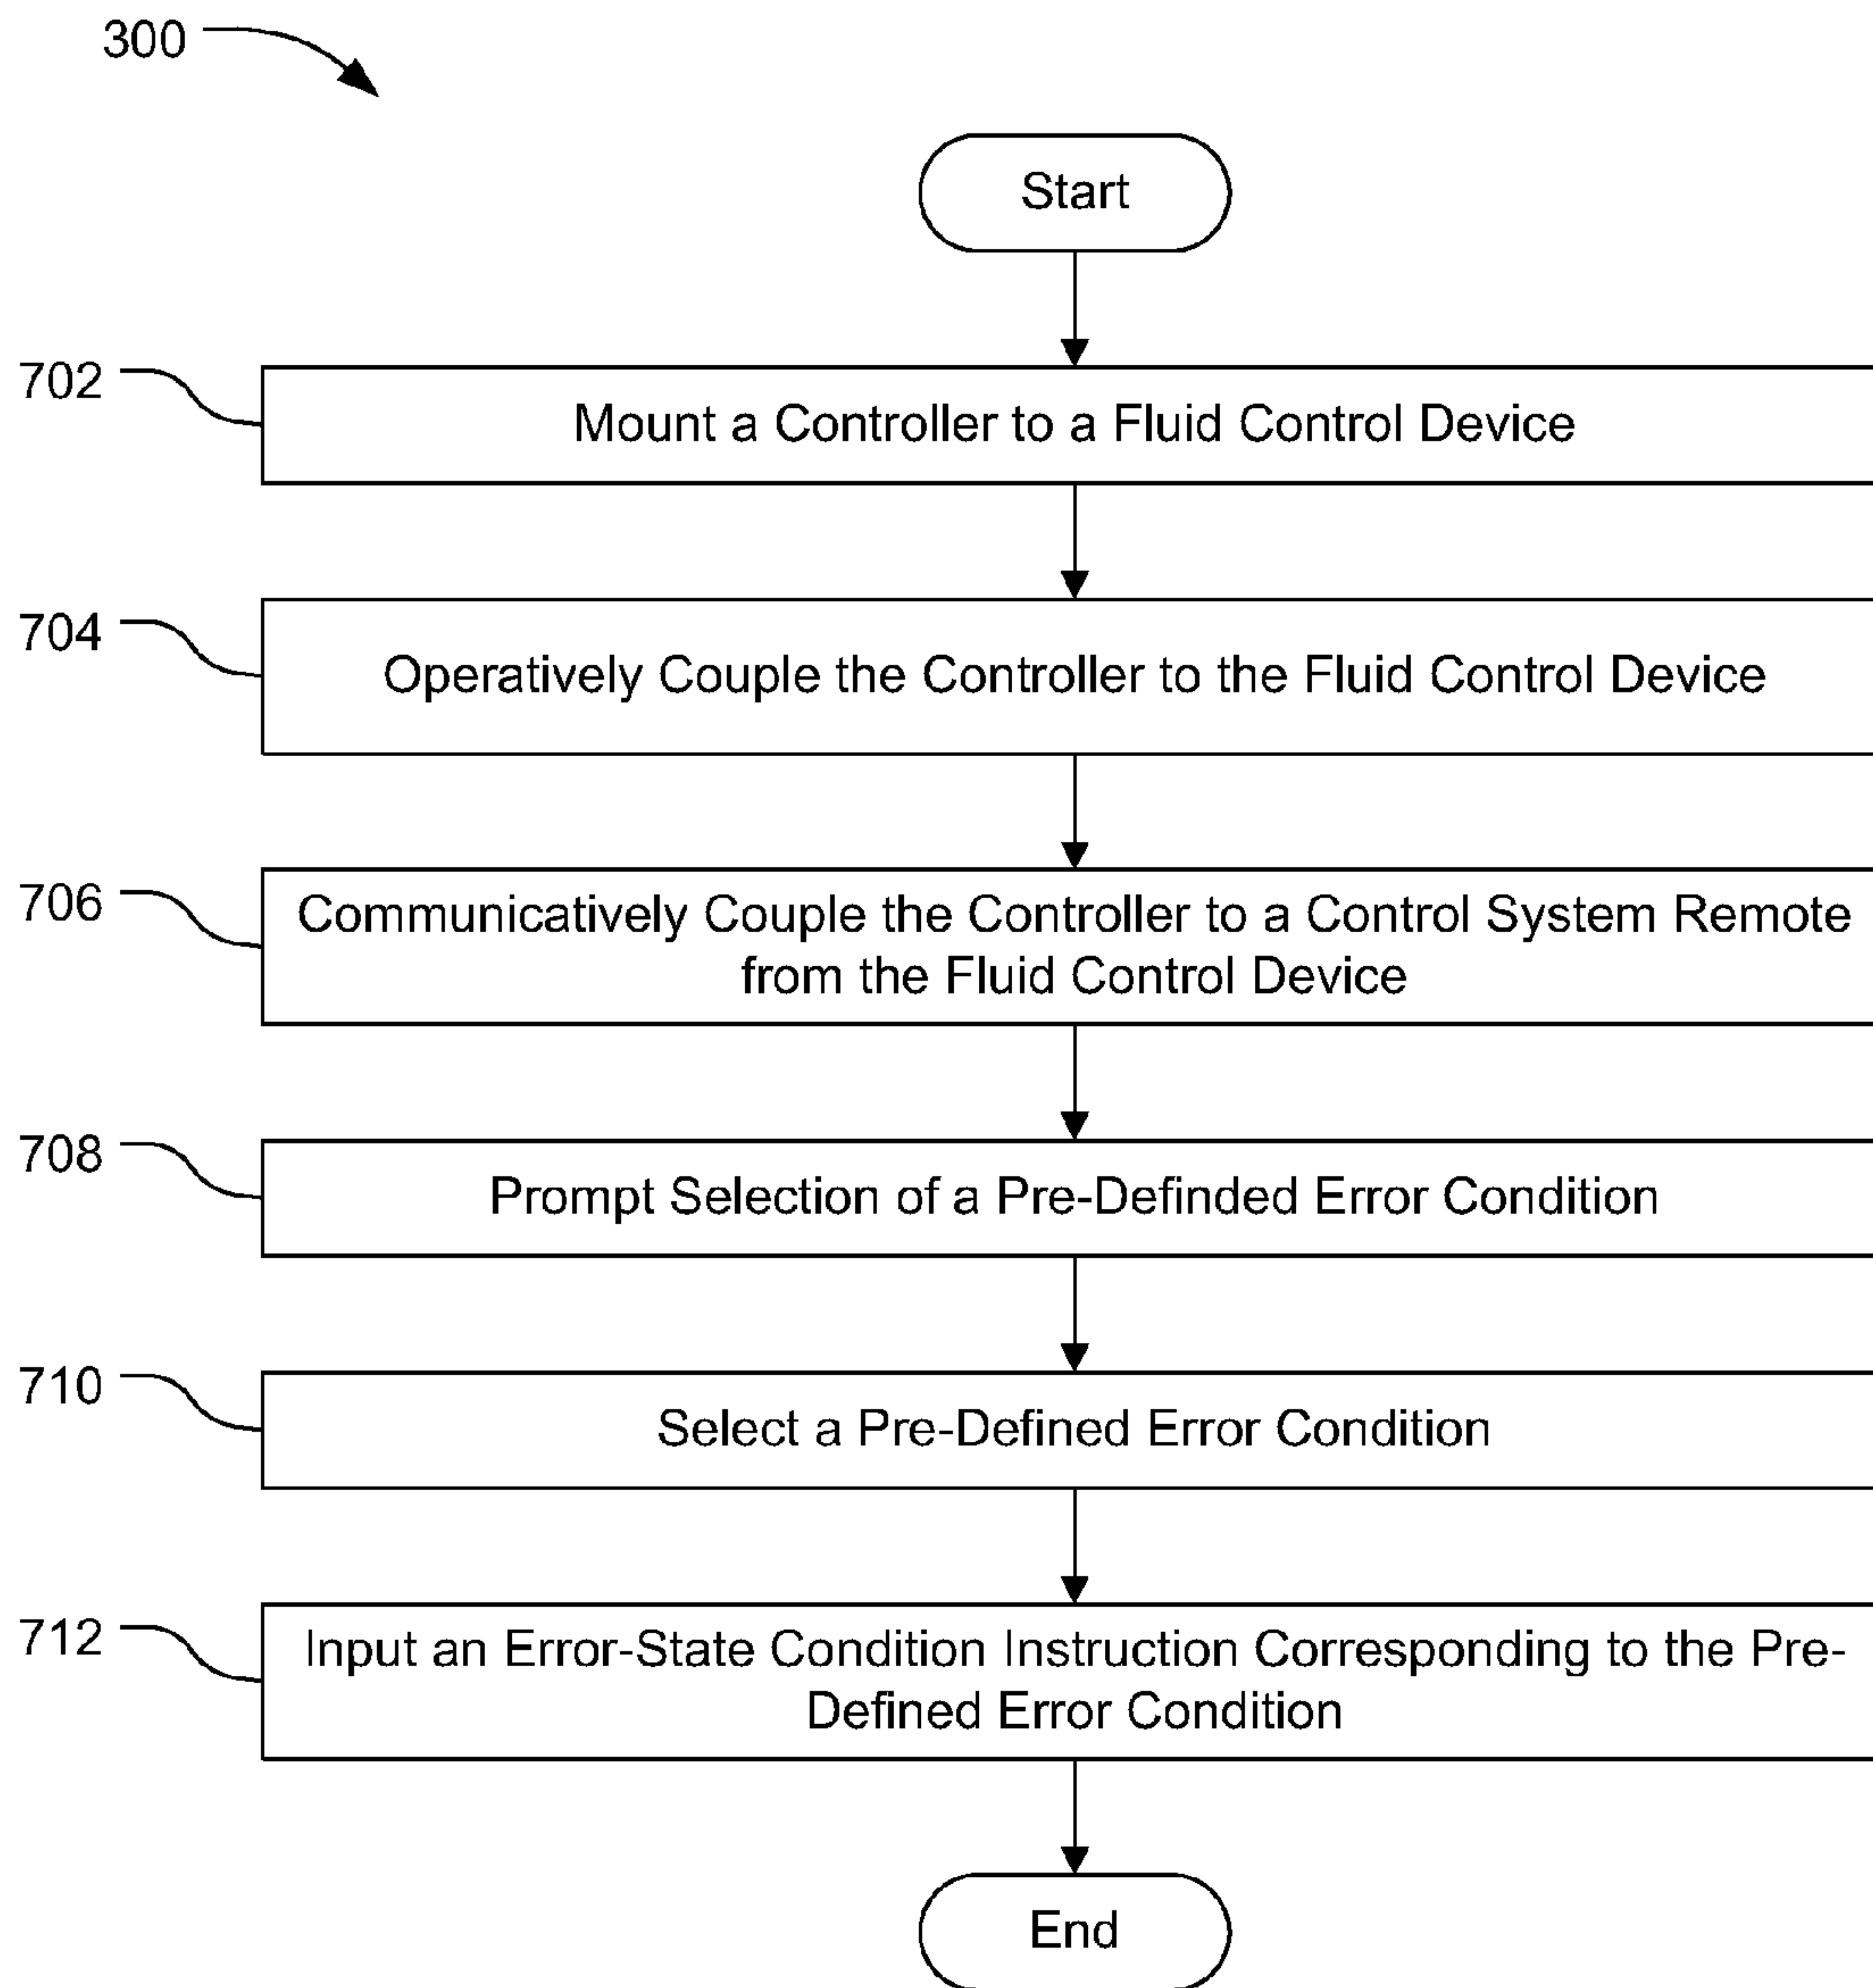 300
Start
702
Mount a Controller to a Fluid Control Device
704
Operatively Couple the Controller to the Fluid Control Device
706
Communicatively Couple the Controller to a Control System Remote
from the Fluid Control Device
708
Prompt Selection of a Pre-Definded Error Condition
710
Select a Pre-Defined Error Condition
712
Input an Error-State Condition Instruction Corresponding to the Pre-
Defined Error Condition
End